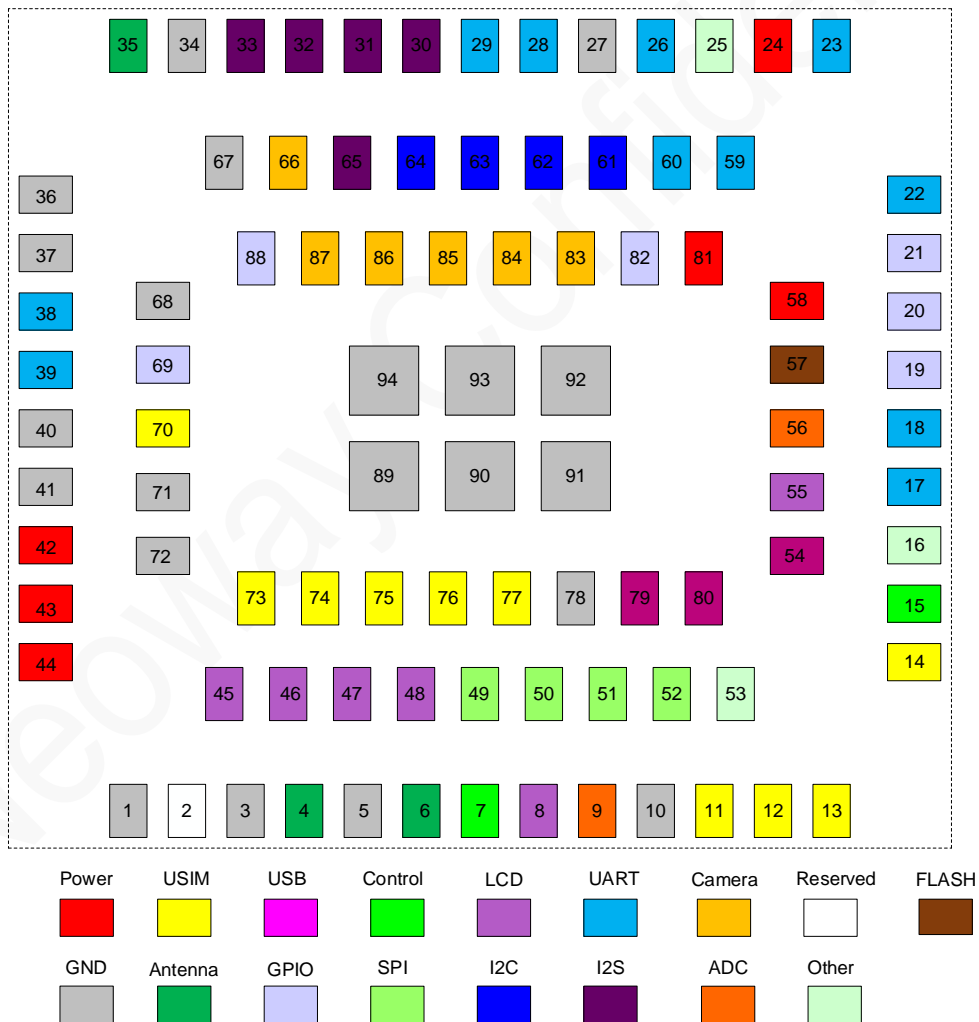 35 34 33 32 31 30 29 28 27 26 25 24 23
67 66 65 64 63 62 61 60 59
36 22
88 87 86 85 84 83 82 81
37 21
68 58
38 20
69 57
39 19
94 93 92
40 70 56 18
89 90 91
41 71 55 17
42 72 54 16
73 74 75 76 77 78 79 80
43 15
44 14
45 46 47 48 49 50 51 52 53
1 2 3 4 5 6 7 8 9 10 11 12 13
Power USIM USB Control LCD UART Camera Reserved FLASH
GND Antenna GPIO SPI I2C I2S ADC Other